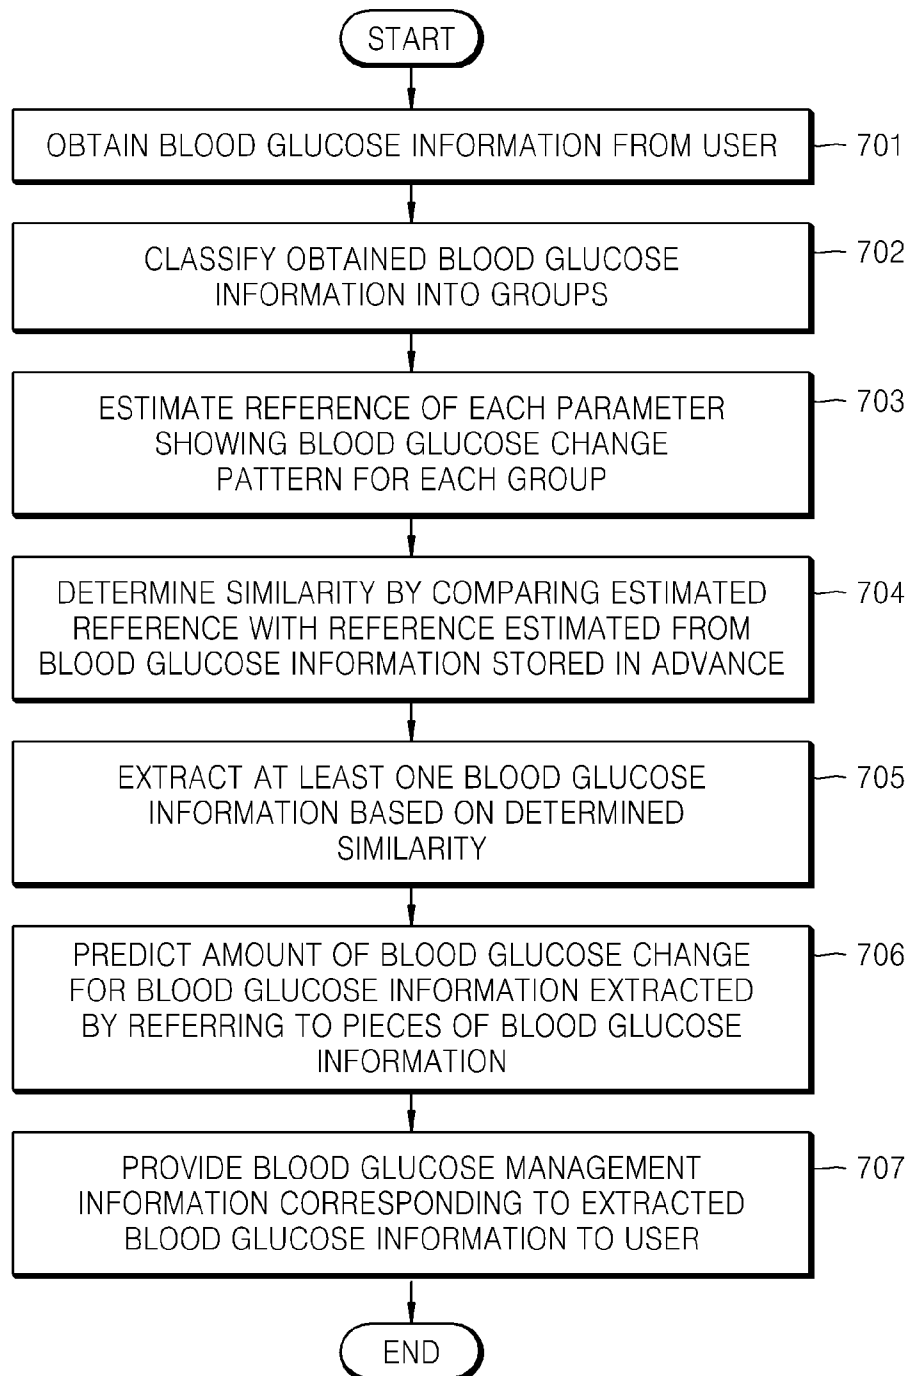 START
OBTAIN BLOOD GLUCOSE INFORMATION FROM USER
701
CLASSIFY OBTAINED BLOOD GLUCOSE
INFORMATION INTO GROUPS
702
ESTIMATE REFERENCE OF EACH PARAMETER
SHOWING BLOOD GLUCOSE CHANGE
PATTERN FOR EACH GROUP
703
DETERMINE SIMILARITY BY COMPARING ESTIMATED
REFERENCE WITH REFERENCE ESTIMATED FROM
BLOOD GLUCOSE INFORMATION STORED IN ADVANCE
704
EXTRACT AT LEAST ONE BLOOD GLUCOSE
INFORMATION BASED ON DETERMINED
SIMILARITY
705
PREDICT AMOUNT OF BLOOD GLUCOSE CHANGE
FOR BLOOD GLUCOSE INFORMATION EXTRACTED
BY REFERRING TO PIECES OF BLOOD GLUCOSE
INFORMATION
706
PROVIDE BLOOD GLUCOSE MANAGEMENT
INFORMATION CORRESPONDING TO EXTRACTED
BLOOD GLUCOSE INFORMATION TO USER
707
END